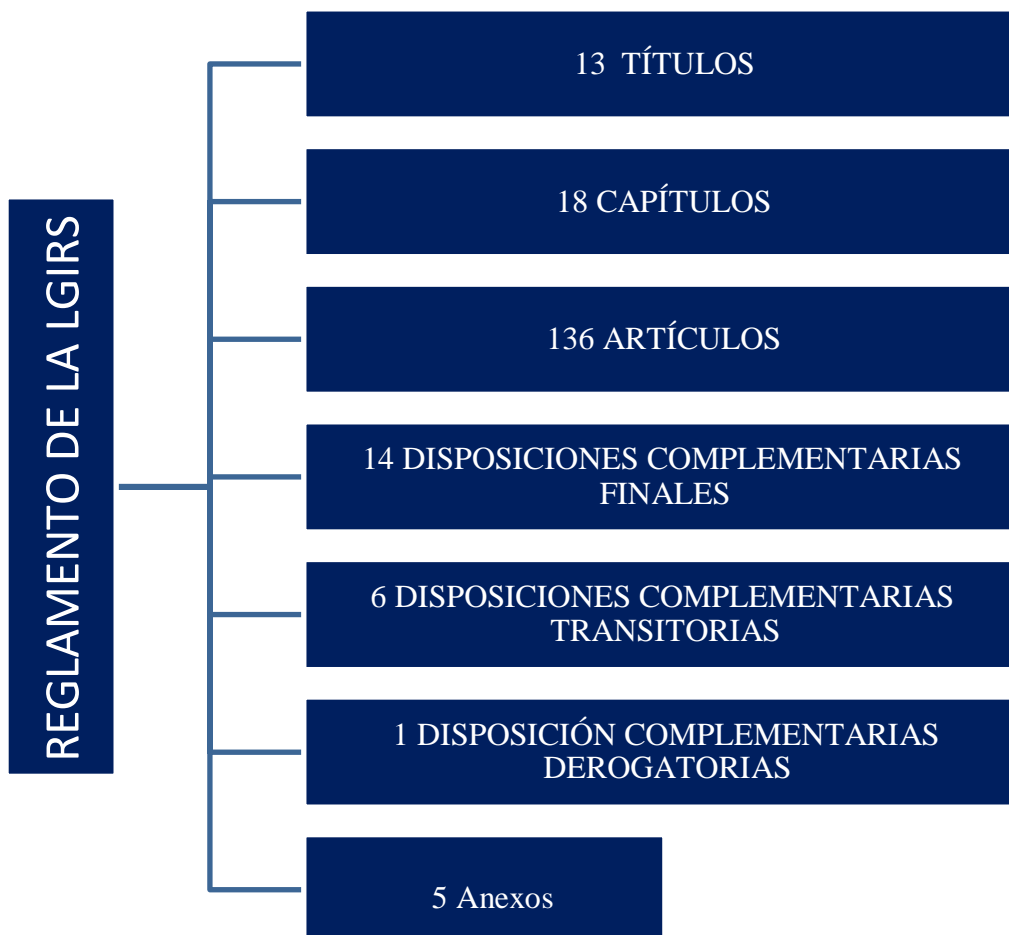 REGLAMENTO DE LA LGIRS
13 TÍTULOS
18 CAPÍTULOS
136 ARTÍCULOS
14 DISPOSICIONES COMPLEMENTARIAS
FINALES
6 DISPOSICIONES COMPLEMENTARIAS
TRANSITORIAS
1 DISPOSICIÓN COMPLEMENTARIAS
DEROGATORIAS
5 Anexos